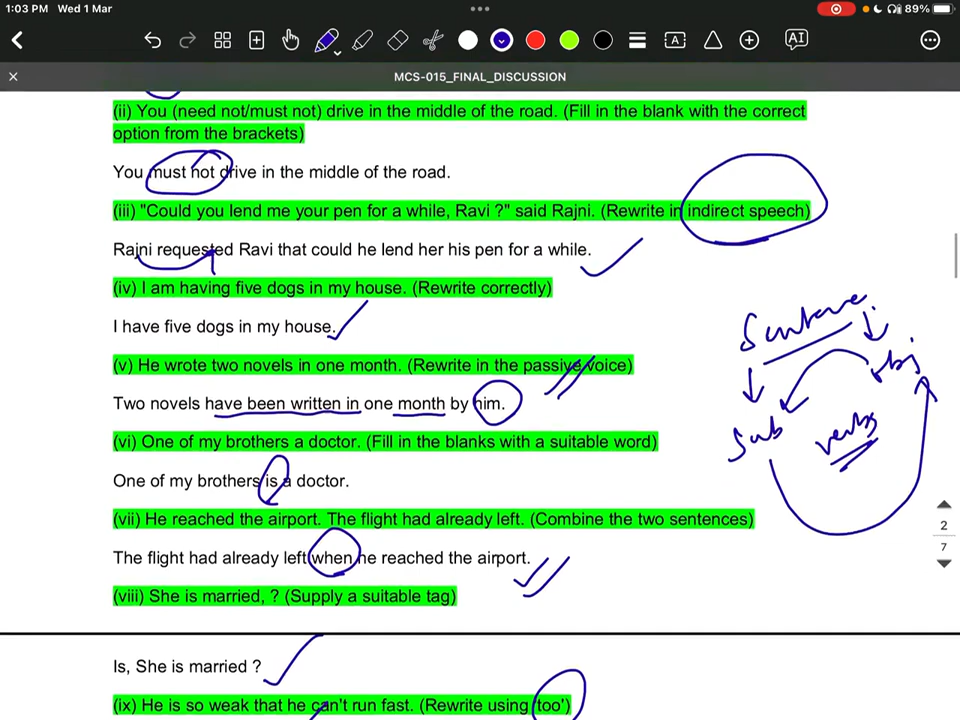 1:03 PM Wed 1 Mar
89%
A
AI
MCS-015_FINAL_DISCUSSION
(ii) You (need not/must not) drive in the middle of the road. (Fill in the blank with the correct
option from the brackets)
You must not drive in the middle of the road.
(iii) "Could you lend me your pen for a while, Ravi ?" said Rajni. (Rewrite in indirect speech)
Rajni requested Ravi that could he lend her his pen for a while.
(iv) I am having five dogs in my house. (Rewrite correctly)
I have five dogs in my house.
(v) He wrote two novels in one month. (Rewrite in the passive voice)
Two novels have been written in one month by him.
(vi) One of my brothers a doctor. (Fill in the blanks with a suitable word)
One of my brothers is a doctor.
(vii) He reached the airport. The flight had already left. (Combine the two sentences)
The flight had already left when he reached the airport.
(viii) She is married, ? (Supply a suitable tag)
Is, She is married ?
(ix) He is so weak that he can't run fast. (Rewrite using 'too')
Sentence
obj
Sub
verbs
2
7